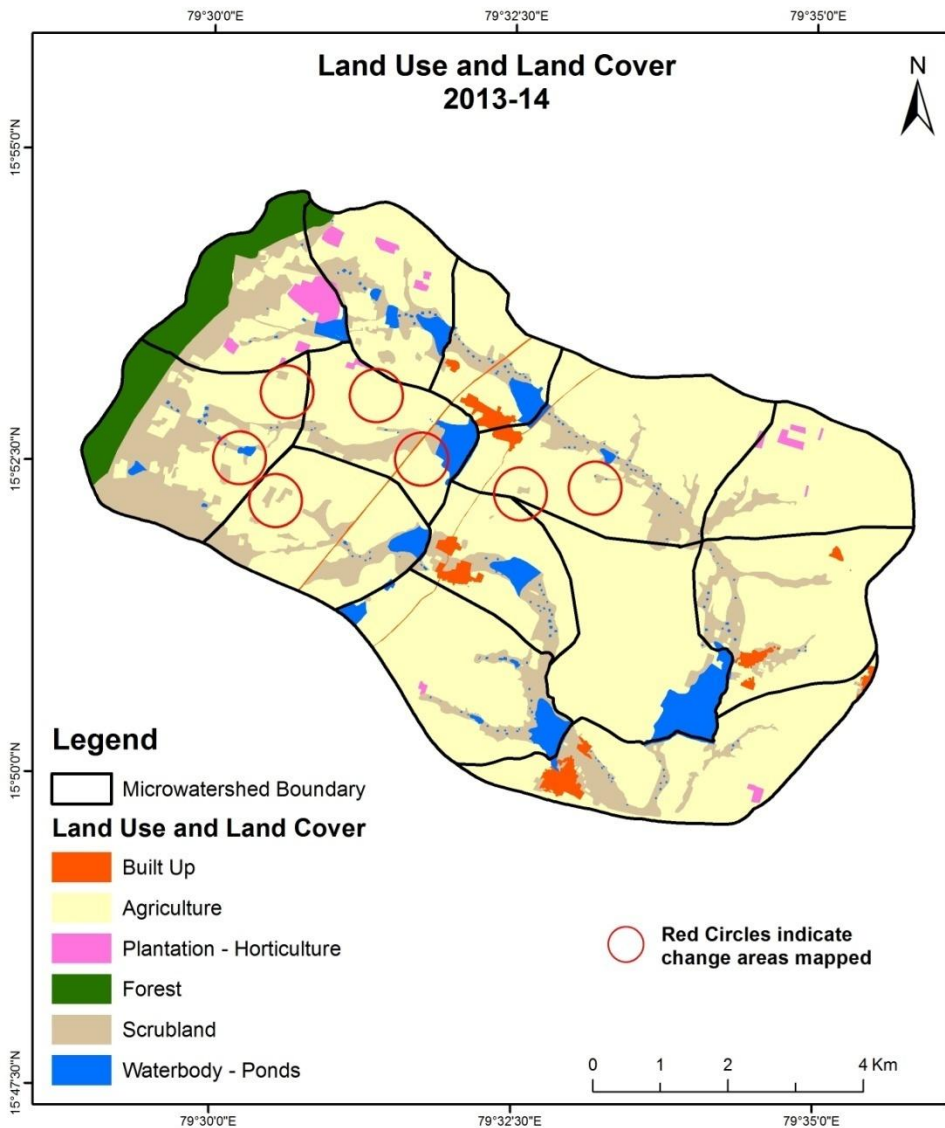 79°30'0"E
79°32'30"E
79°35'0"E
Land Use and Land Cover
2013-14
N
15°55'0"N
15°55'0"N
15°52'30"N
15°50'0"N
15°47'30"N
Legend
Microwatershed Boundary
Land Use and Land Cover
Built Up
Agriculture
Plantation - Horticulture
Forest
Scrubland
Waterbody - Ponds
Red Circles indicate
change areas mapped
0 1 2 4 Km
79°30'0"E
79°32'30"E
79°35'0"E